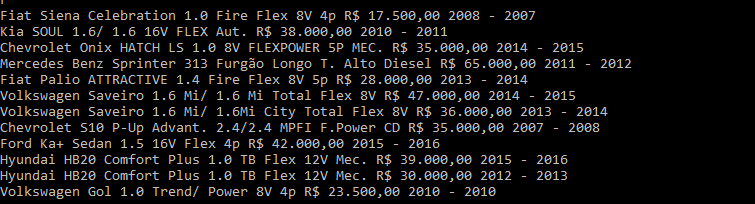 Fiat Siena Celebration 1.0 Fire Flex 8V 4p R$ 17.500,00 2008 - 2007
Kia SOUL 1.6/ 1.6 16V FLEX Aut. R$ 38.000,00 2010 - 2011
Chevrolet Onix HATCH LS 1.0 8V FLEXPOWER 5P MEC. R$ 35.000,00 2014 - 2015
Mercedes Benz Sprinter 313 Furgão Longo T. Alto Diesel R$ 65.000,00 2011 - 2012
Fiat Palio ATTRACTIVE 1.4 Fire Flex 8V 5p R$ 28.000,00 2013 - 2014
Volkswagen Saveiro 1.6 Mi/ 1.6 Mi Total Flex 8V R$ 47.000,00 2014 - 2015
Volkswagen Saveiro 1.6 Mi/ 1.6Mi City Total Flex 8V R$ 36.000,00 2013 - 2014
Chevrolet S10 P-Up Advant. 2.4/2.4 MPFI F.Power CD R$ 35.000,00 2007 - 2008
Ford Ka+ Sedan 1.5 16V Flex 4p R$ 42.000,00 2015 - 2016
Hyundai HB20 Comfort Plus 1.0 TB Flex 12V Mec. R$ 39.000,00 2015 - 2016
Hyundai HB20 Comfort Plus 1.0 TB Flex 12V Mec. R$ 30.000,00 2012 - 2013
Volkswagen Gol 1.0 Trend/ Power 8V 4p R$ 23.500,00 2010 - 2010